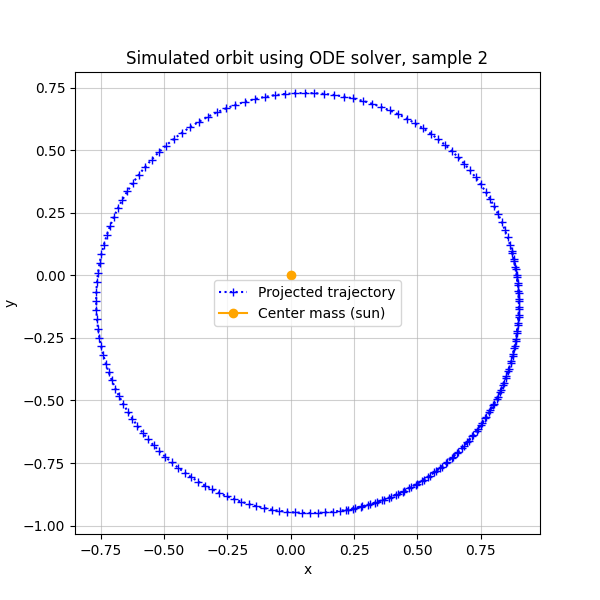 Simulated orbit using ODE solver, sample 2
y
0.75
0.50
0.25
0.00
−0.25
−0.50
−0.75
−1.00
Projected trajectory
Center mass (sun)
−0.75 −0.50 −0.25 0.00 0.25 0.50 0.75
x